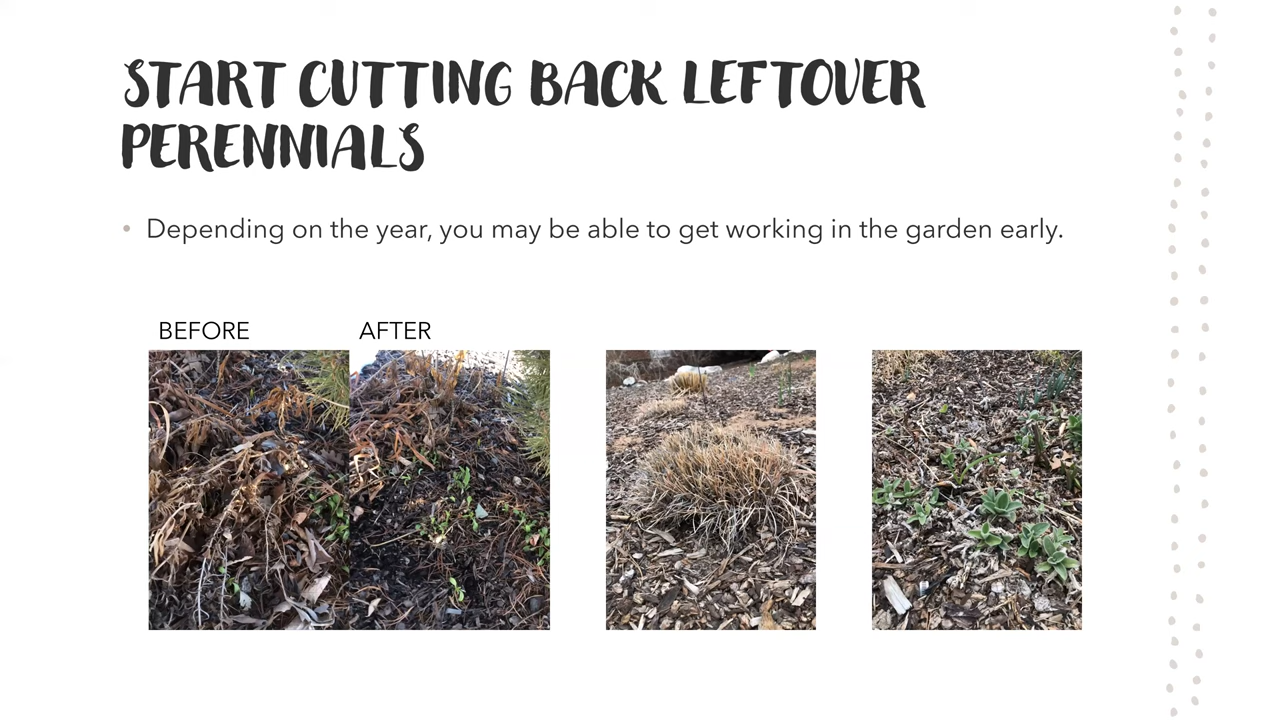 START CUTTING BACK LEFTOVER
PERENNIALS
• Depending on the year, you may be able to get working in the garden early.
BEFORE
AFTER